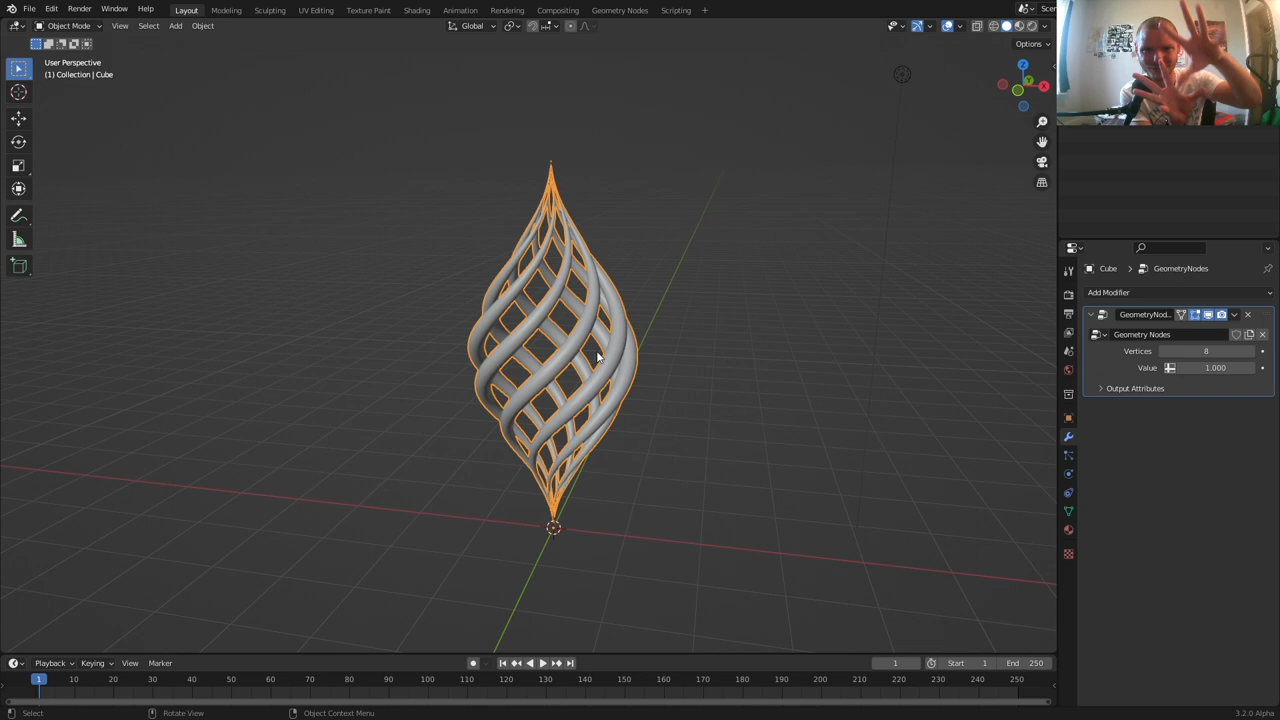 File Edit Render Window Help Layout Modeling Sculpting UV Editing Texture Paint Shading Animation Rendering Compositing Geometry Nodes Scripting + Scen
Object Mode View Select Add Object Global
Options
User Perspective
(1) Collection | Cube
Z
Y
X
Cube > GeometryNodes
Add Modifier
GeometryNod...
Geometry Nodes
Vertices 8
Value 1.000
Output Attributes
Playback Keying View Marker 1 Start 1 End 250
1 10 20 30 40 50 60 70 80 90 100 110 120 130 140 150 160 170 180 190 200 210 220 230 240 250
Select Rotate View Object Context Menu 3.2.0 Alpha